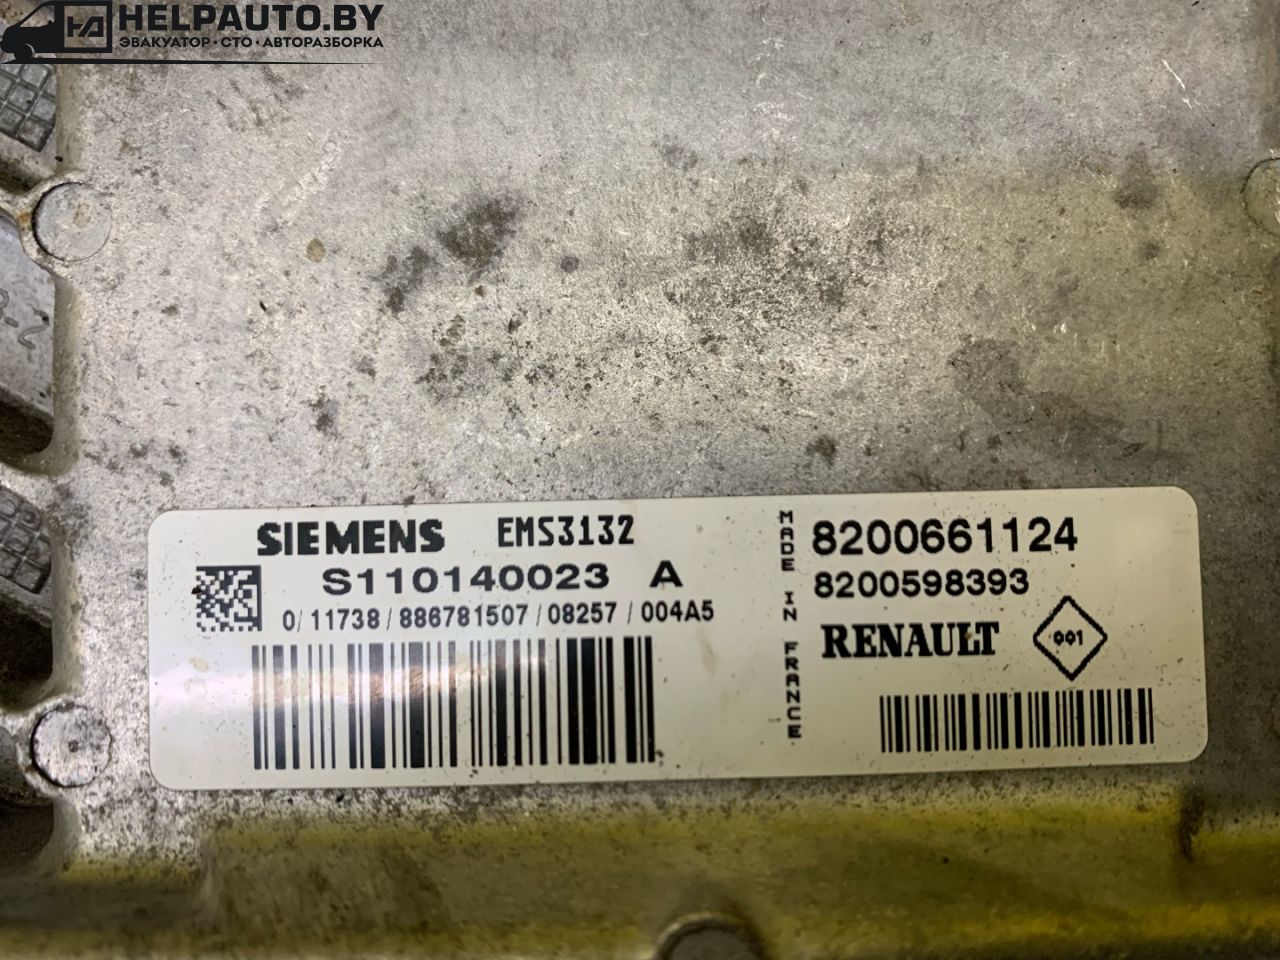 HELPAUTO.BY
ЭВАКУАТОР • СТО • АВТОРАЗБОРКА
SIEMENS EMS3132
S110140023 A
0/ 11738/ 886781507 / 08257 / 004A5
MADE IN FRANCE
8200661124
8200598393
RENAULT 001